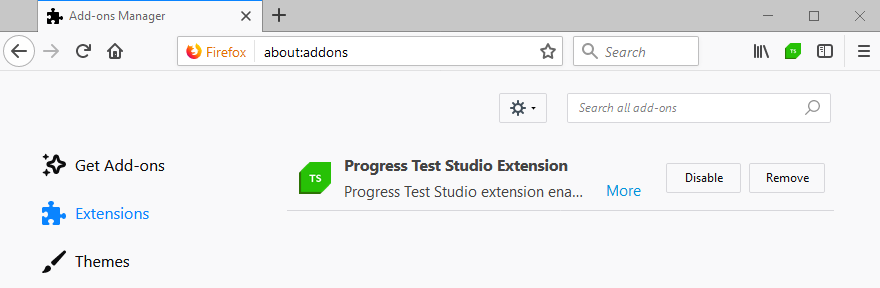 Add-ons Manager
Firefox about:addons Search TS
Search all add-ons
Get Add-ons
Extensions
Themes
TS
Progress Test Studio Extension
Progress Test Studio extension ena... More
Disable Remove